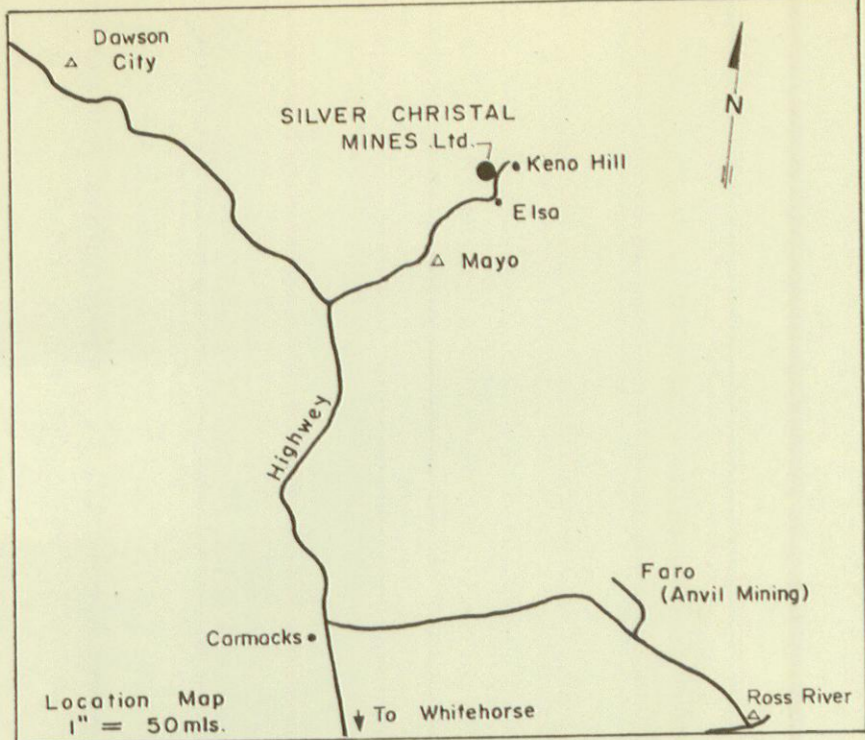 Dawson
City
N
SILVER CHRISTAL
MINES Ltd.
Keno Hill
Elsa
Mayo
Highwey
Faro
(Anvil Mining)
Carmacks
Ross River
Location Map
1" = 50 mls.
To Whitehorse